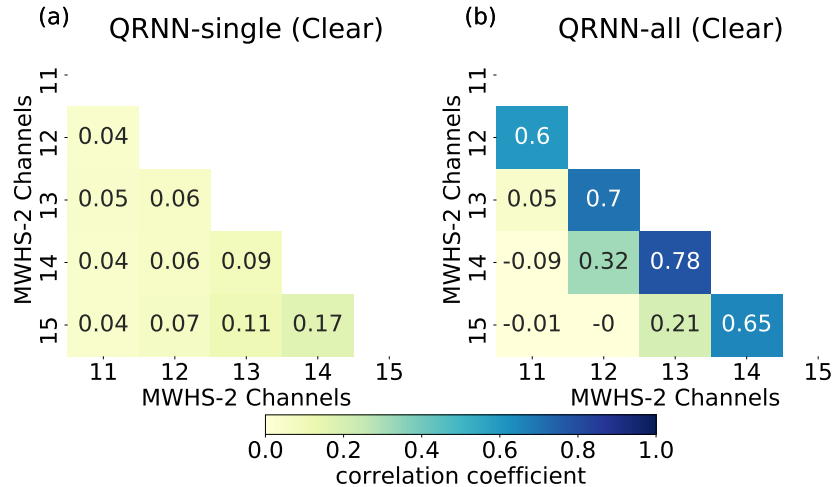 (a) QRNN-single (Clear)
MWHS-2 Channels
11
12 0.04
13 0.05 0.06
14 0.04 0.06 0.09
15 0.04 0.07 0.11 0.17
11 12 13 14 15
MWHS-2 Channels
(b) QRNN-all (Clear)
MWHS-2 Channels
11
12 0.6
13 0.05 0.7
14 -0.09 0.32 0.78
15 -0.01 -0 0.21 0.65
11 12 13 14 15
MWHS-2 Channels
0.0 0.2 0.4 0.6 0.8 1.0
correlation coefficient